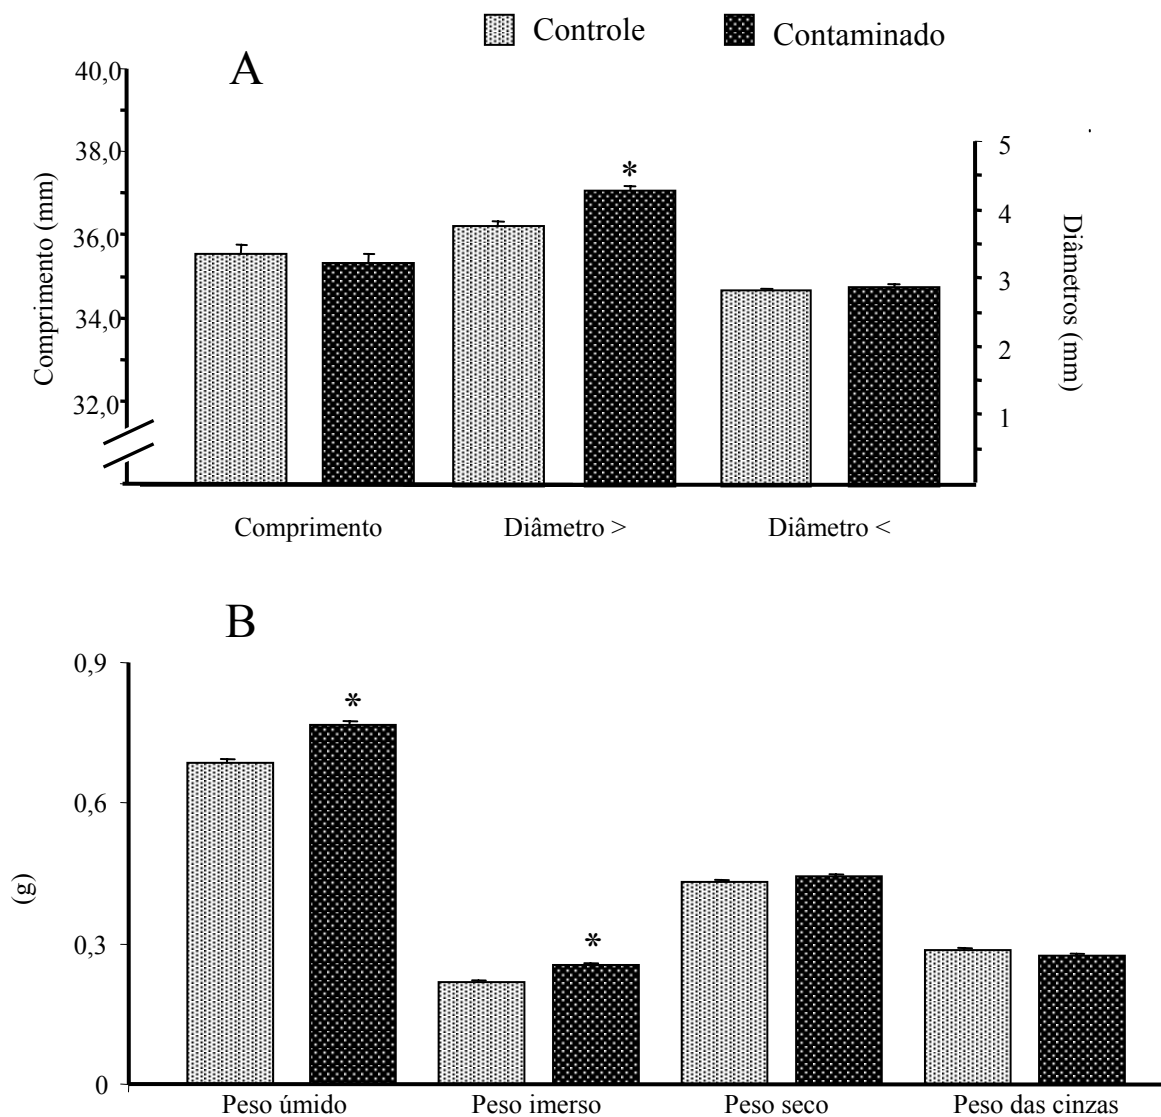 Controle
Contaminado
A
40,0
38,0
36,0
34,0
32,0
Comprimento (mm)
*
5
4
3
2
1
Diâmetros (mm)
Comprimento
Diâmetro >
Diâmetro <
B
0,9
0,6
0,3
0
(g)
*
*
Peso úmido
Peso imerso
Peso seco
Peso das cinzas